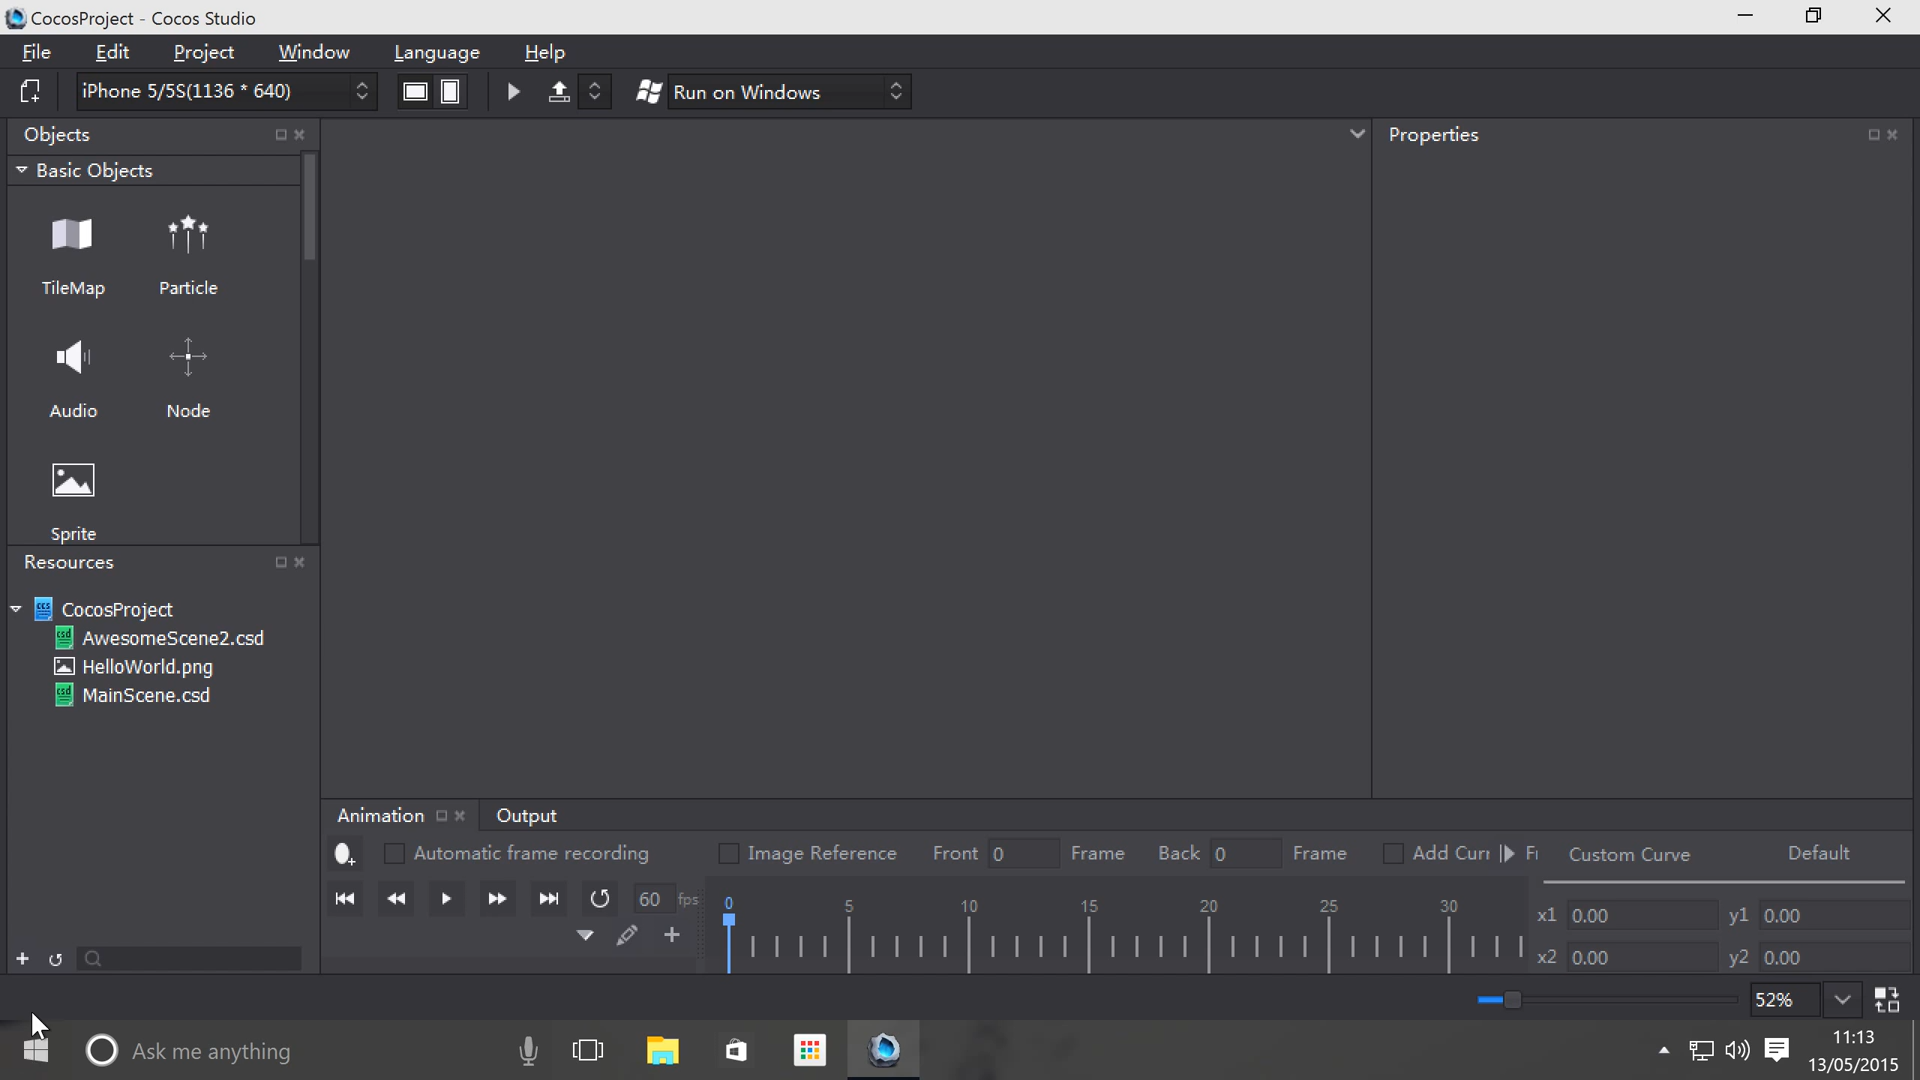 CocosProject - Cocos Studio
File Edit Project Window Language Help
iPhone 5/5S(1136 * 640) Run on Windows
Objects
Basic Objects
TileMap Particle
Audio Node
Sprite
Resources
CocosProject
AwesomeScene2.csd
HelloWorld.png
MainScene.csd
Properties
Animation Output
Automatic frame recording Image Reference Front 0 Frame Back 0 Frame Add Curr Fi Custom Curve Default
60 fps
0 5 10 15 20 25 30
x1 0.00 y1 0.00
x2 0.00 y2 0.00
52%
Ask me anything
11:13
13/05/2015